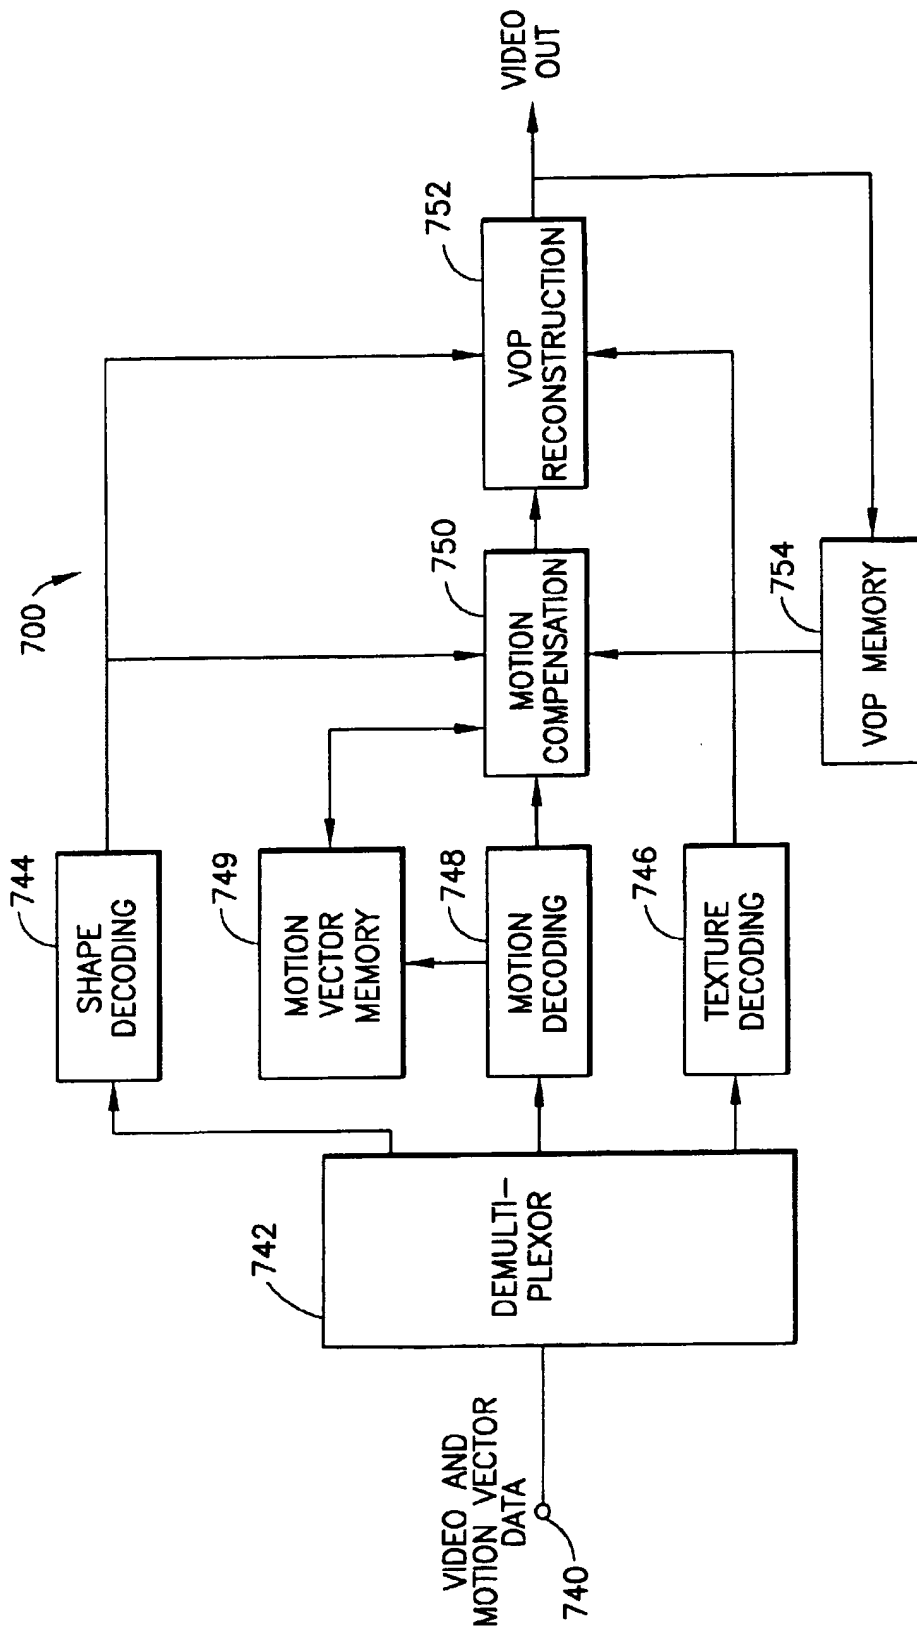 700
744
SHAPE
DECODING
749
MOTION
VECTOR
MEMORY
748
MOTION
DECODING
746
TEXTURE
DECODING
742
DEMULTI-
PLEXOR
VIDEO AND
MOTION VECTOR
DATA
740
750
MOTION
COMPENSATION
752
VOP
RECONSTRUCTION
754
VOP MEMORY
VIDEO
OUT